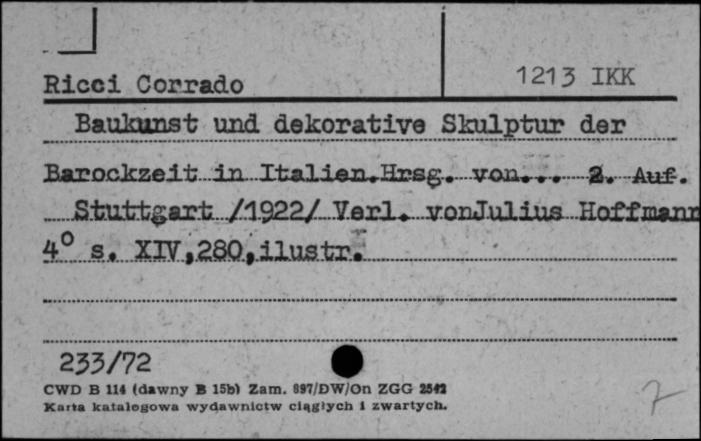 Ricci Corrado
1213 IKK
Baukunst und dekorative Skulptur der
Barockzeit in Italien.Hrsg. von... 2. Auf.
Stuttgart /1922/ Verl. vonJulius Hoffmann
4° s. XIV,280,ilustr.
233/72
CWD B 114 (dawny B 15b) Zam. 897/DW/On ZGG 2542
Karta katalogowa wydawnictw ciągłych i zwartych.
7